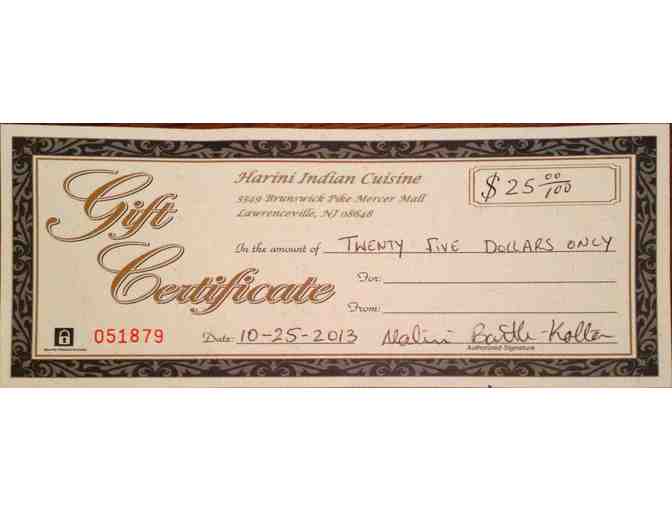 Gift
Certificate
Harini Indian Cuisine
3349 Brunswick Pike Mercer Mall
Lawrenceville, NJ 08648
$ 25 00/100
In the amount of TWENTY FIVE DOLLARS ONLY
For:
From:
051879
Date: 10-25-2013
Authorized Signature